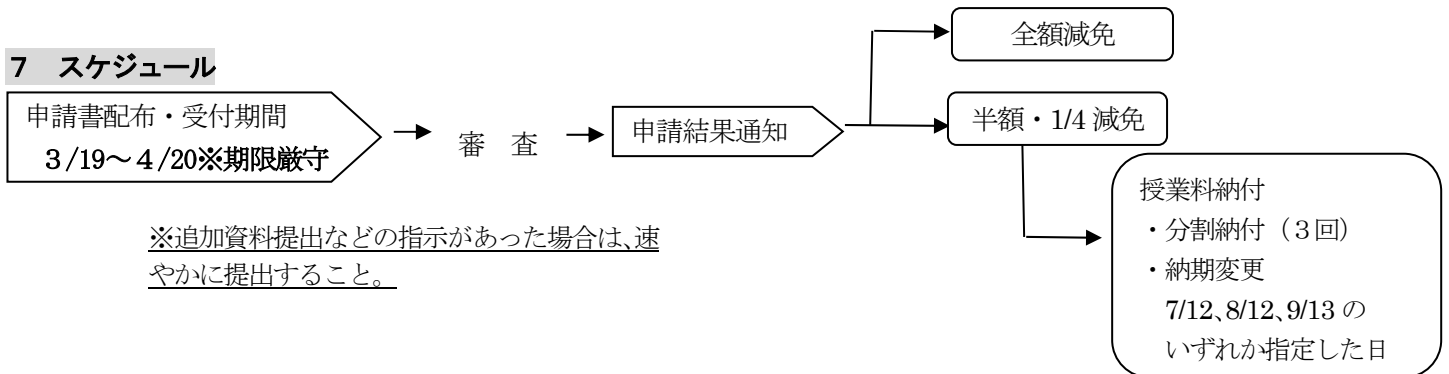 7 スケジュール
申請書配布・受付期間
3/19～4/20※期限厳守
審 査
申請結果通知
全額減免
半額・1/4 減免
授業料納付
・分割納付（3回）
・納期変更
7/12、8/12、9/13 の
いずれか指定した日
※追加資料提出などの指示があった場合は、速
やかに提出すること。